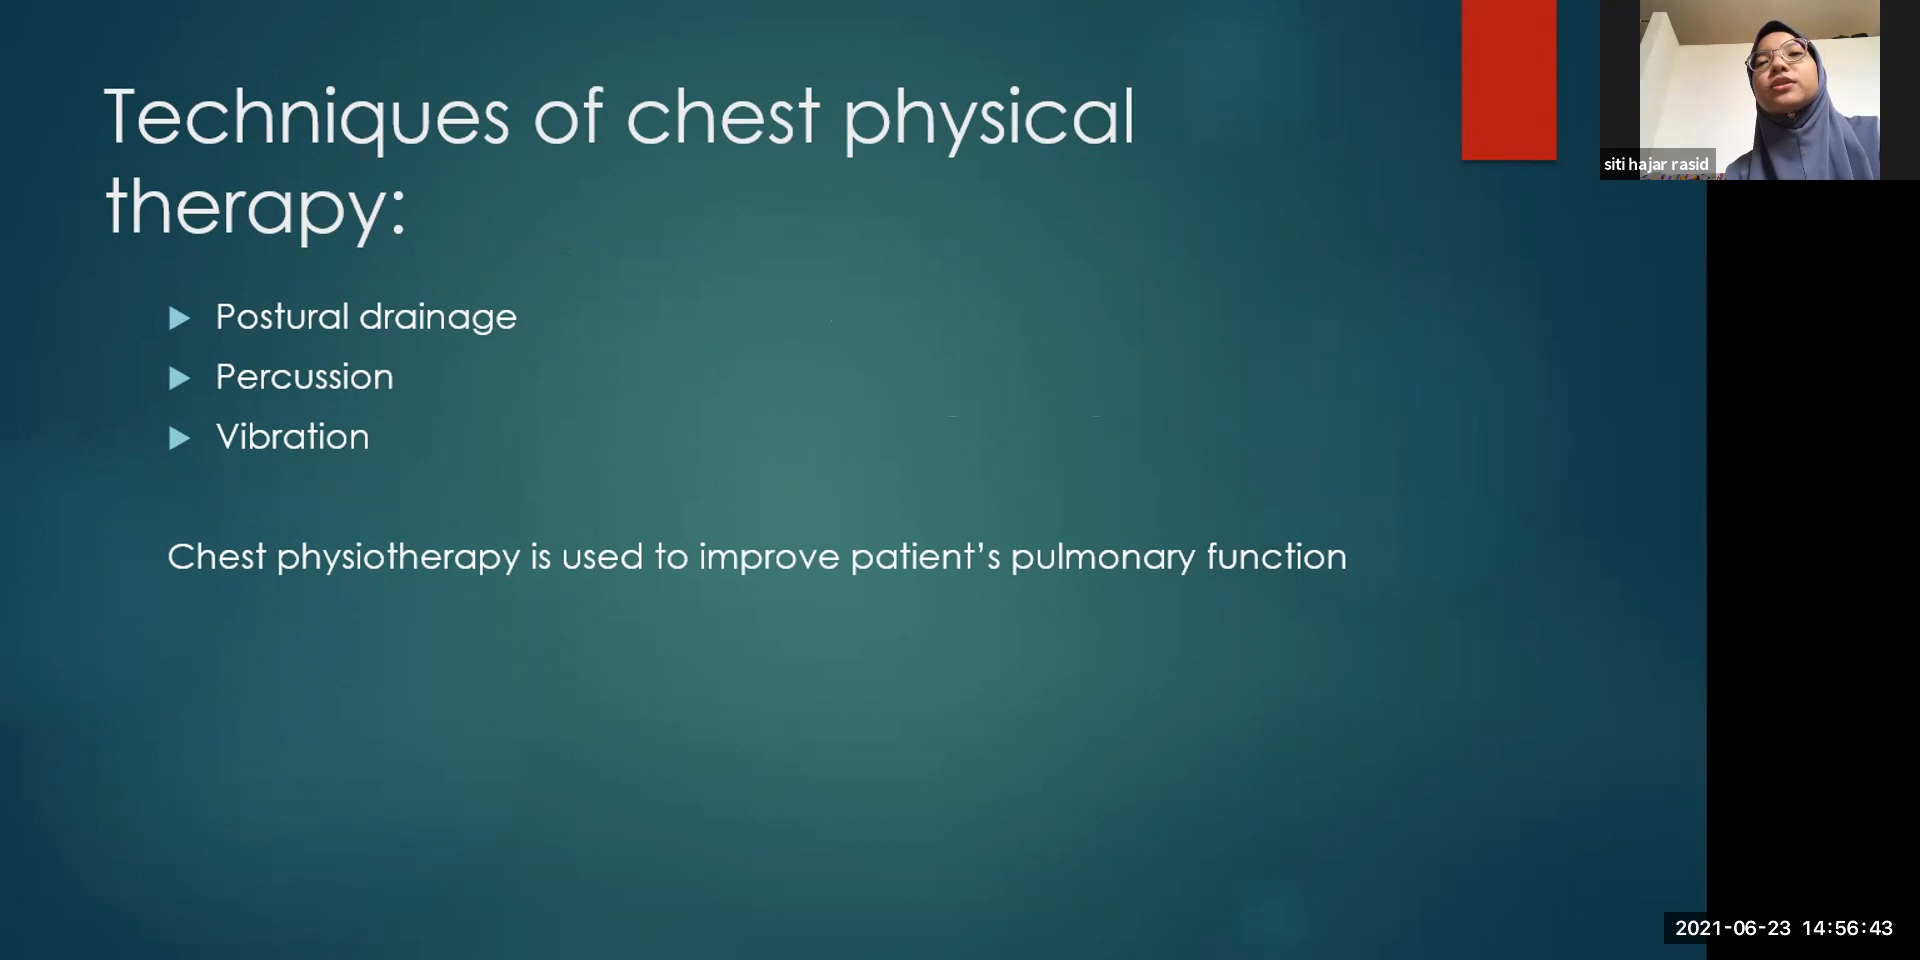 Techniques of chest physical
therapy:
Postural drainage
Percussion
Vibration
Chest physiotherapy is used to improve patient’s pulmonary function
siti hajar rasid
2021-06-23 14:56:43